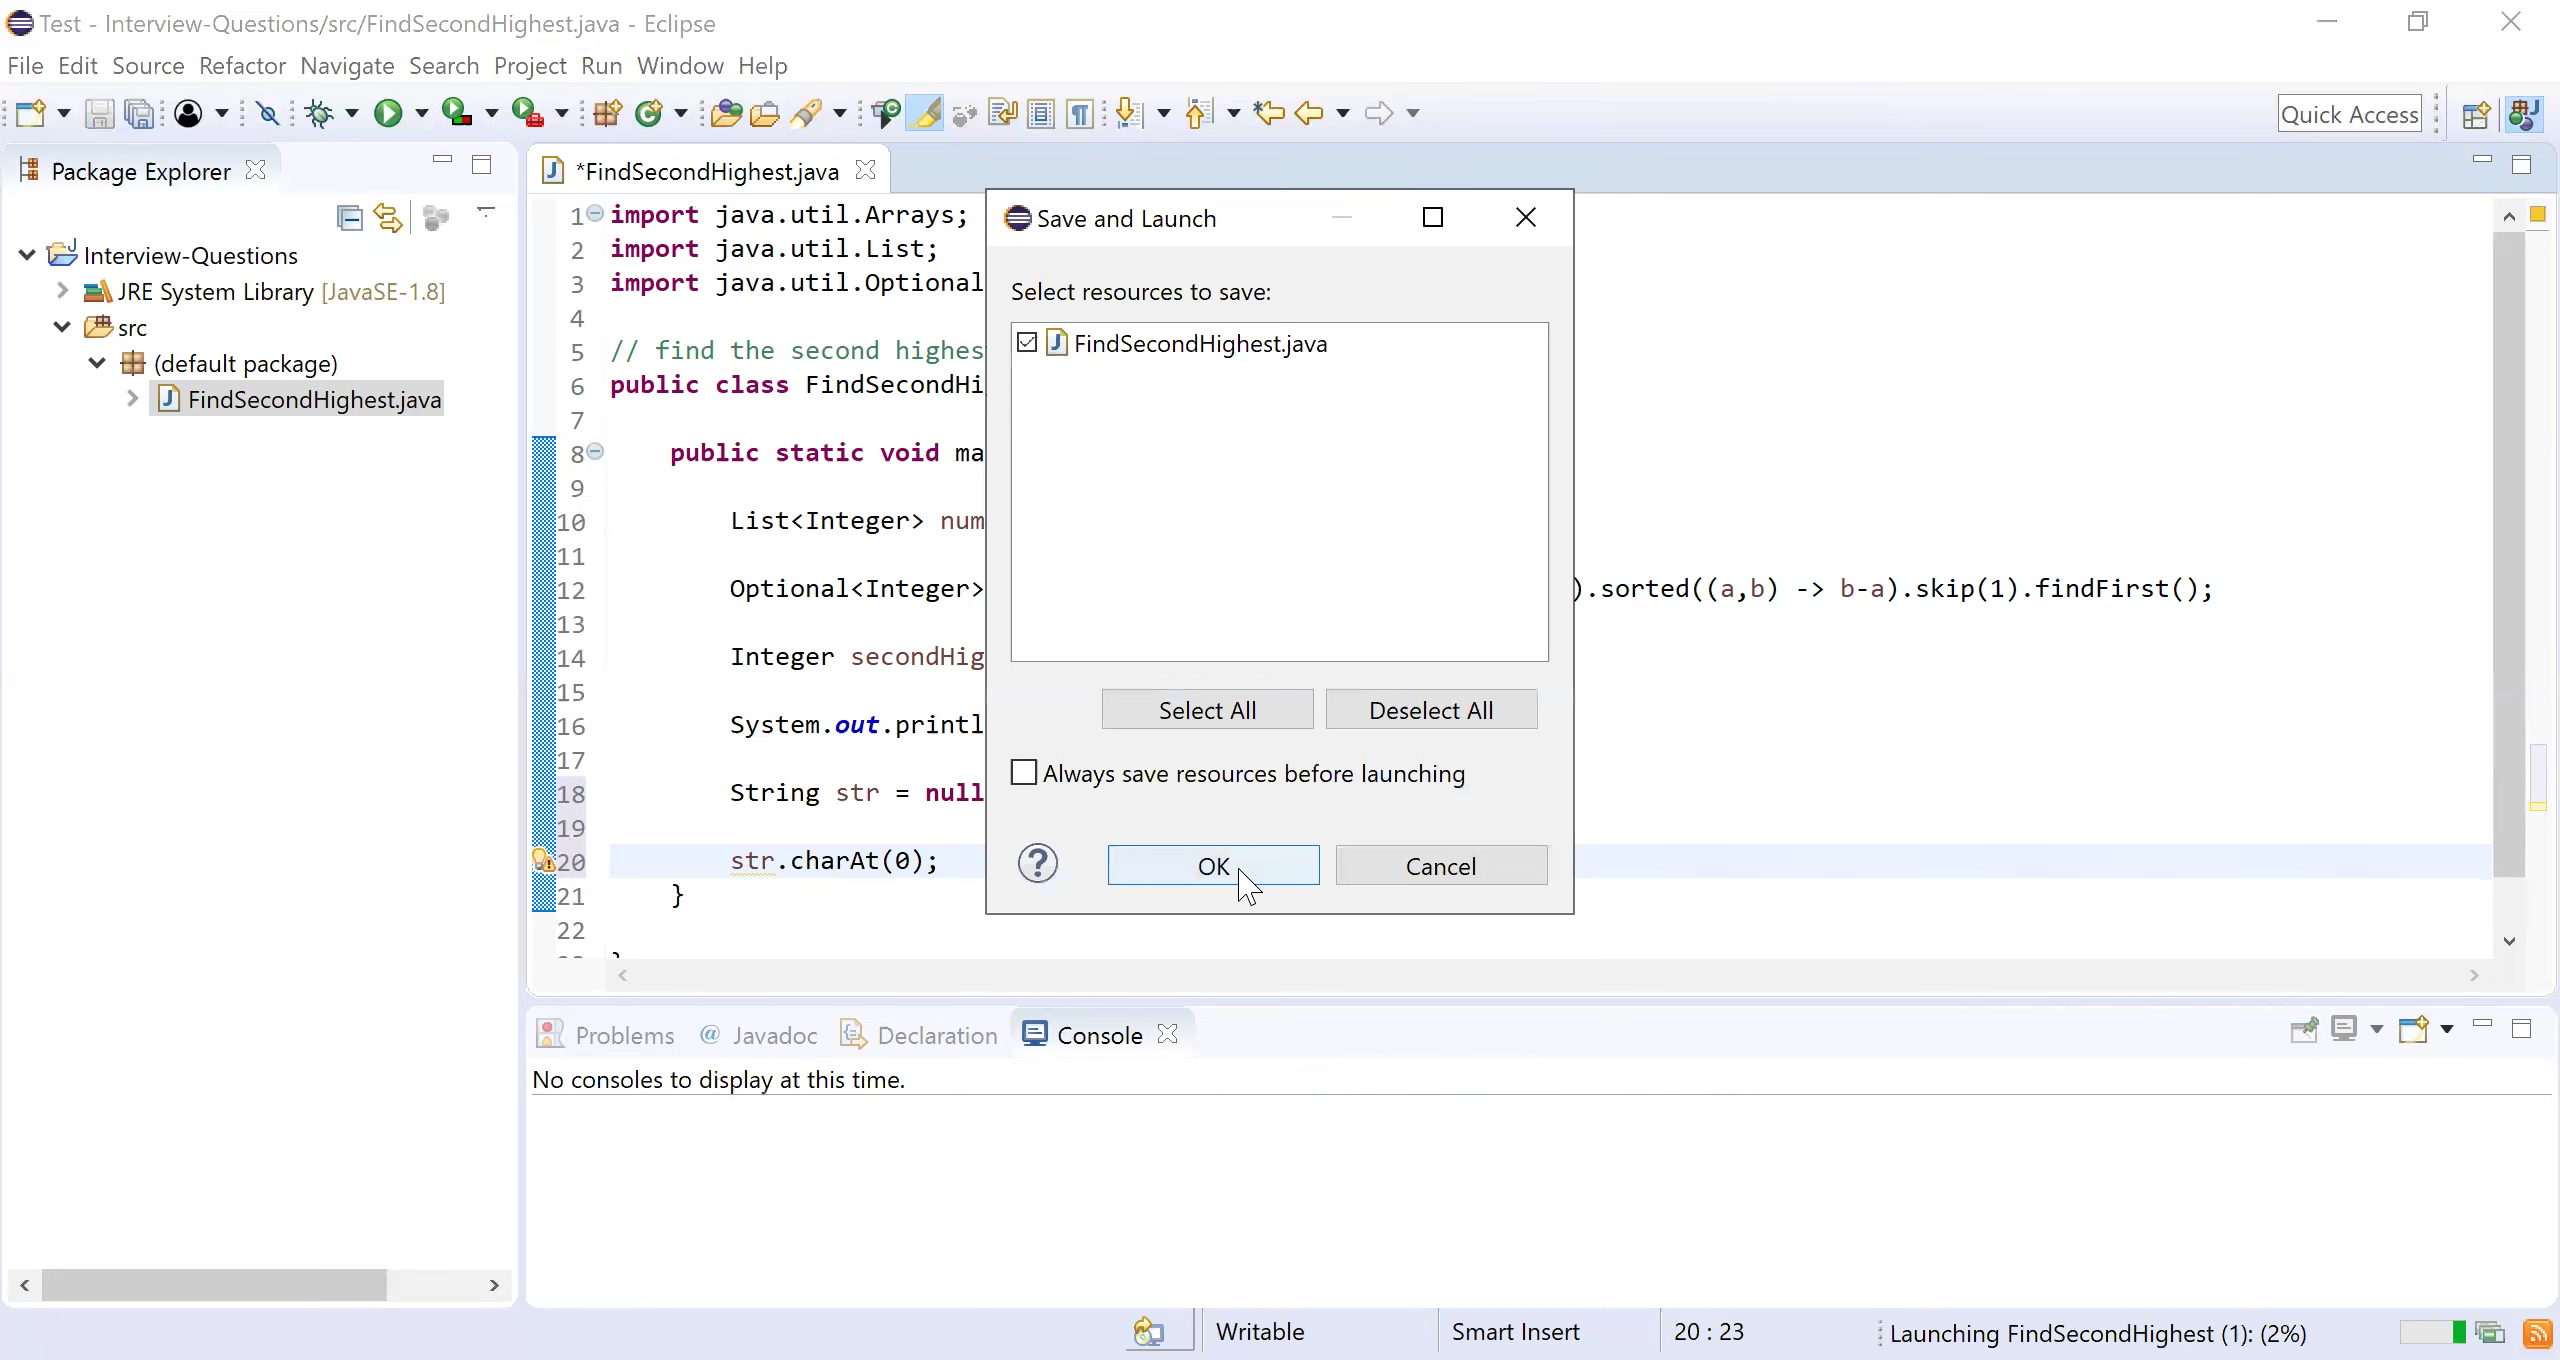 Test - Interview-Questions/src/FindSecondHighest.java - Eclipse
File Edit Source Refactor Navigate Search Project Run Window Help
Quick Access
Package Explorer
*FindSecondHighest.java
Interview-Questions
JRE System Library [JavaSE-1.8]
src
(default package)
FindSecondHighest.java
1 import java.util.Arrays;
2 import java.util.List;
3 import java.util.Optional
4
5 // find the second highes
6 public class FindSecondHi
7
8 public static void ma
9
10 List<Integer> num
11
12 Optional<Integer> ).sorted((a,b) -> b-a).skip(1).findFirst();
13
14 Integer secondHig
15
16 System.out.printl
17
18 String str = null
19
20 str.charAt(0);
21 }
22
Save and Launch
Select resources to save:
FindSecondHighest.java
Select All Deselect All
Always save resources before launching
OK Cancel
Problems Javadoc Declaration Console
No consoles to display at this time.
Writable Smart Insert 20 : 23 Launching FindSecondHighest (1): (2%)